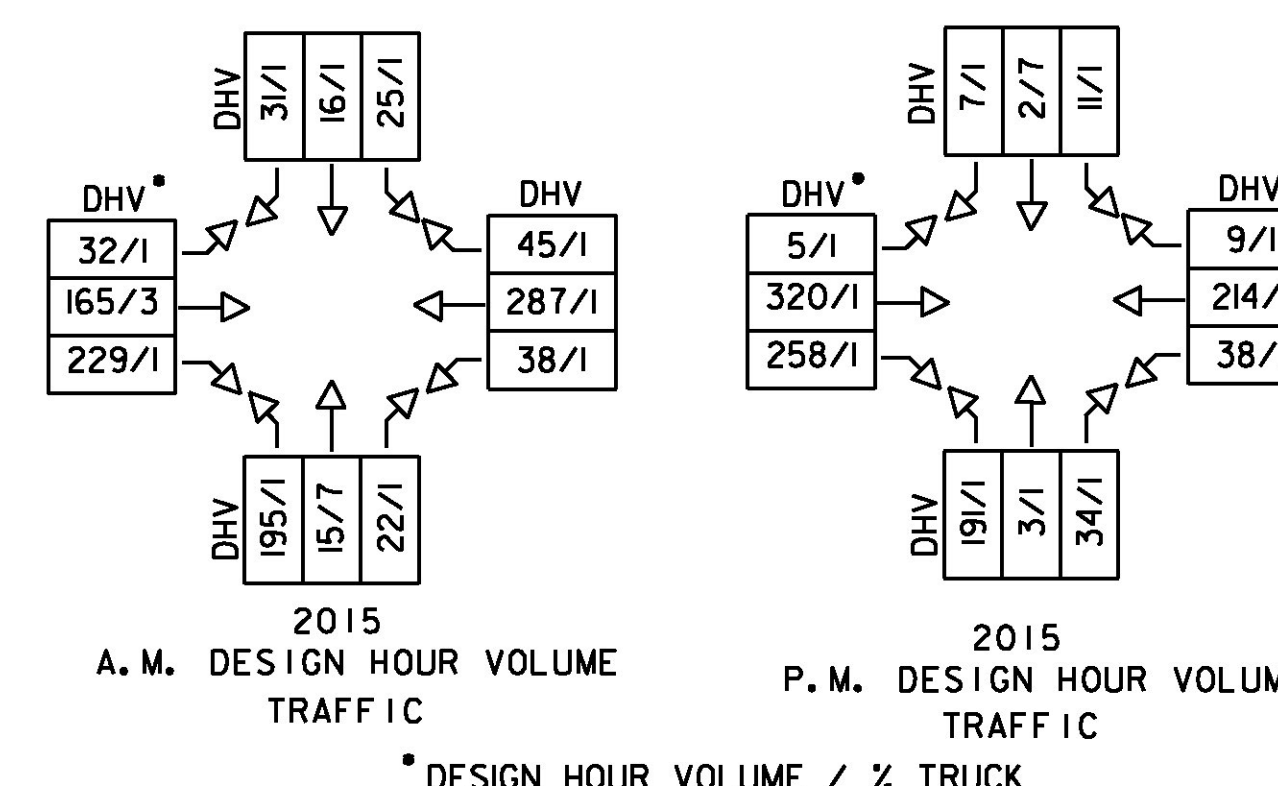 DHV
31/1
16/1
25/1
DHV*
32/1
165/3
229/1
DHV
45/1
287/1
38/1
DHV
195/1
15/7
22/1
2015
A.M. DESIGN HOUR VOLUME
TRAFFIC
DHV
7/1
2/7
11/1
DHV*
5/1
320/1
258/1
DHV
9/1
214/
38/
DHV
191/1
3/1
34/1
2015
P.M. DESIGN HOUR VOLUM
TRAFFIC
* DESIGN HOUR VOLUME / % TRUCK